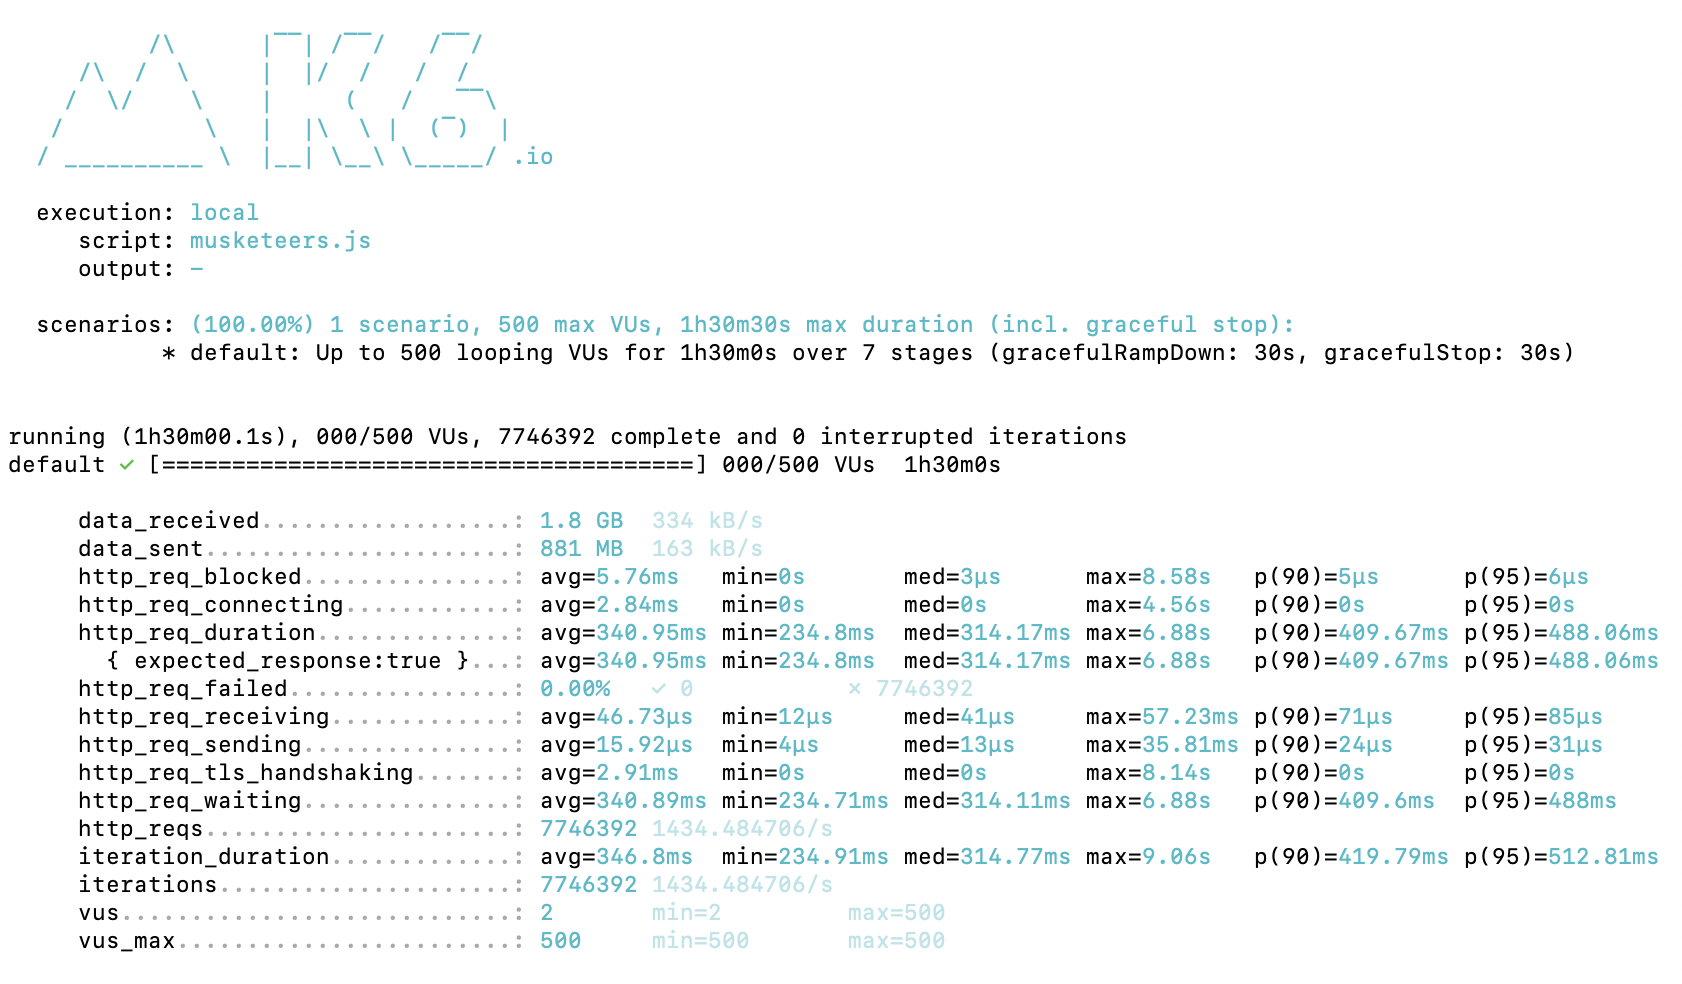 /\      |‾‾| /‾‾/   /‾‾/
     /\  /  \     |  |/  /   /  /
    /  \/    \    |     (   /   ‾‾\
   /          \   |  |\  \ |  (‾)  |
  / __________ \  |__| \__\ \_____/ .io

  execution: local
     script: musketeers.js
     output: -

  scenarios: (100.00%) 1 scenario, 500 max VUs, 1h30m30s max duration (incl. graceful stop):
           * default: Up to 500 looping VUs for 1h30m0s over 7 stages (gracefulRampDown: 30s, gracefulStop: 30s)


running (1h30m00.1s), 000/500 VUs, 7746392 complete and 0 interrupted iterations
default ✓ [======================================] 000/500 VUs  1h30m0s

     data_received..................: 1.8 GB  334 kB/s
     data_sent......................: 881 MB  163 kB/s
     http_req_blocked...............: avg=5.76ms   min=0s       med=3µs      max=8.58s   p(90)=5µs      p(95)=6µs
     http_req_connecting............: avg=2.84ms   min=0s       med=0s       max=4.56s   p(90)=0s       p(95)=0s
     http_req_duration..............: avg=340.95ms min=234.8ms  med=314.17ms max=6.88s   p(90)=409.67ms p(95)=488.06ms
       { expected_response:true }...: avg=340.95ms min=234.8ms  med=314.17ms max=6.88s   p(90)=409.67ms p(95)=488.06ms
     http_req_failed................: 0.00%   ✓ 0          ✗ 7746392
     http_req_receiving.............: avg=46.73µs  min=12µs     med=41µs     max=57.23ms p(90)=71µs     p(95)=85µs
     http_req_sending...............: avg=15.92µs  min=4µs      med=13µs     max=35.81ms p(90)=24µs     p(95)=31µs
     http_req_tls_handshaking.......: avg=2.91ms   min=0s       med=0s       max=8.14s   p(90)=0s       p(95)=0s
     http_req_waiting...............: avg=340.89ms min=234.71ms med=314.11ms max=6.88s   p(90)=409.6ms  p(95)=488ms
     http_reqs......................: 7746392 1434.484706/s
     iteration_duration.............: avg=346.8ms  min=234.91ms med=314.77ms max=9.06s   p(90)=419.79ms p(95)=512.81ms
     iterations.....................: 7746392 1434.484706/s
     vus............................: 2       min=2        max=500
     vus_max........................: 500     min=500      max=500